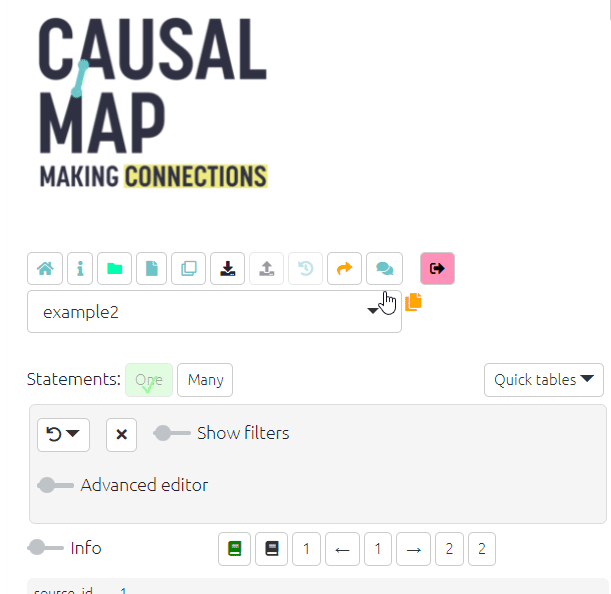 CAUSAL
MAP
MAKING CONNECTIONS
example2
Statements: One Many Quick tables
Show filters
Advanced editor
Info 1 ← 1 → 2 2
source_id 1